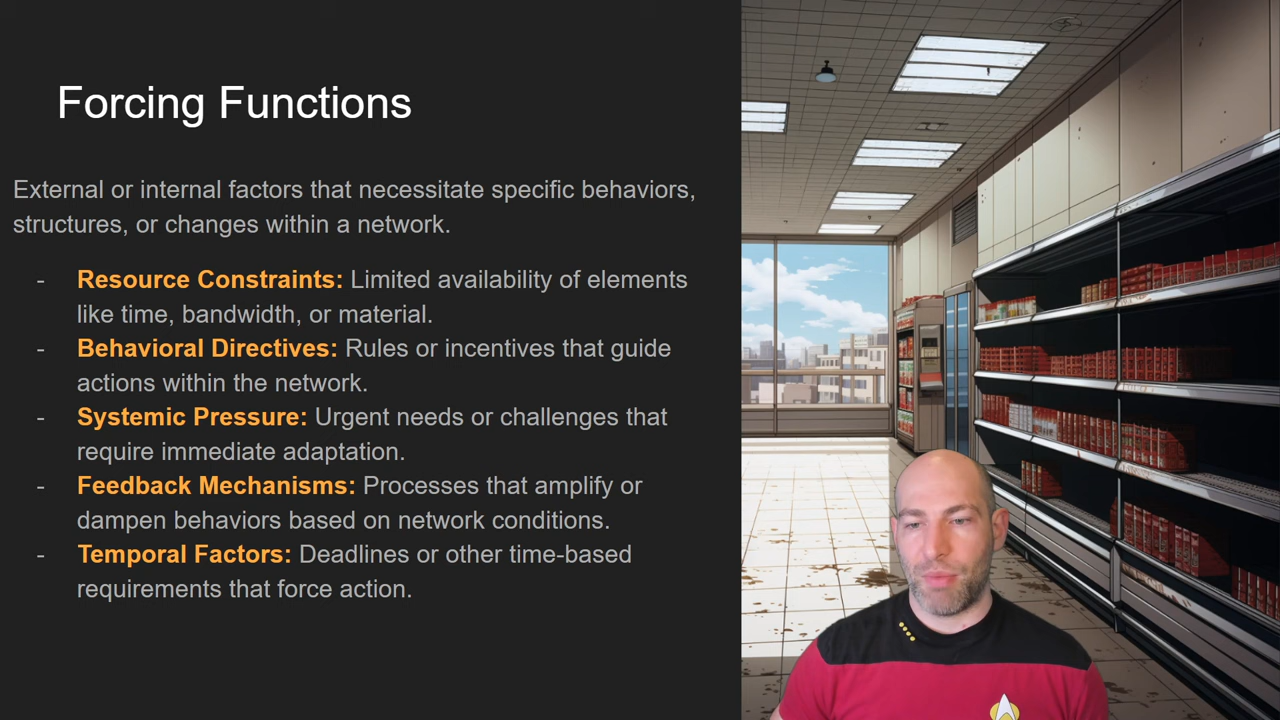 Forcing Functions
External or internal factors that necessitate specific behaviors,
structures, or changes within a network.
- Resource Constraints: Limited availability of elements
like time, bandwidth, or material.
- Behavioral Directives: Rules or incentives that guide
actions within the network.
- Systemic Pressure: Urgent needs or challenges that
require immediate adaptation.
- Feedback Mechanisms: Processes that amplify or
dampen behaviors based on network conditions.
- Temporal Factors: Deadlines or other time-based
requirements that force action.